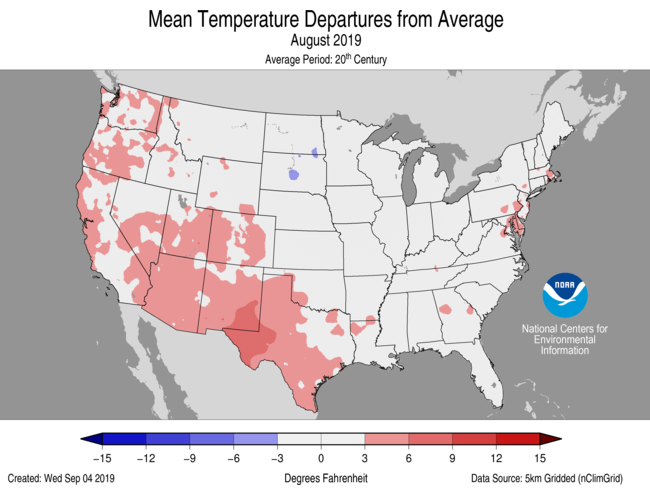 Mean Temperature Departures from Average
August 2019
Average Period: 20th Century
NOAA
National Centers for
Environmental
Information
-15 -12 -9 -6 -3 0 3 6 9 12 15
Created: Wed Sep 04 2019 Degrees Fahrenheit Data Source: 5km Gridded (nClimGrid)